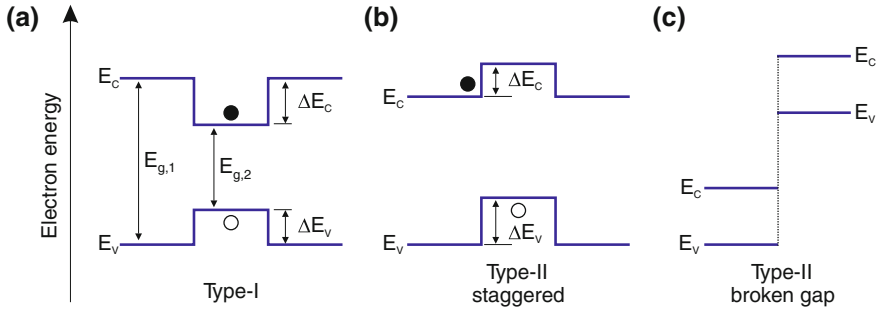 (a)
Electron energy
E_C
ΔE_C
E_g,1
E_g,2
ΔE_V
E_V
Type-I
(b)
ΔE_C
E_C
ΔE_V
E_V
Type-II
staggered
(c)
E_C
E_V
E_C
E_V
Type-II
broken gap